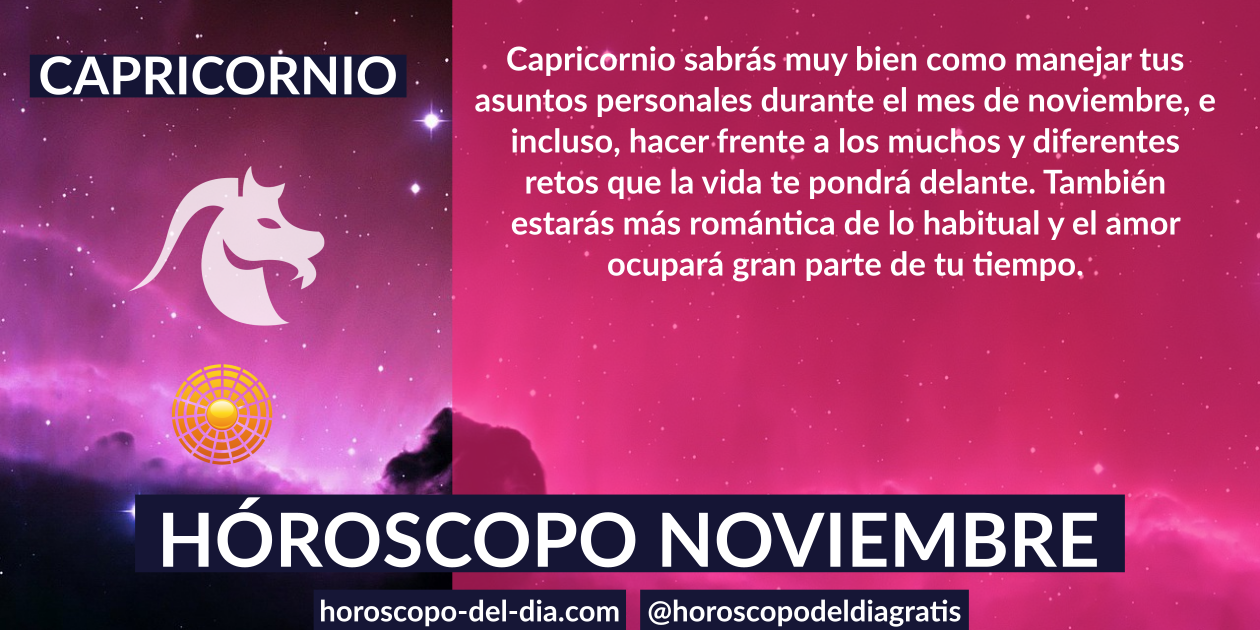 CAPRICORNIO
Capricornio sabrás muy bien como manejar tus
asuntos personales durante el mes de noviembre, e
incluso, hacer frente a los muchos y diferentes
retos que la vida te pondrá delante. También
estarás más romántica de lo habitual y el amor
ocupará gran parte de tu tiempo.
HÓROSCOPO NOVIEMBRE
horoscopo-del-dia.com
@horoscopodeldiagratis